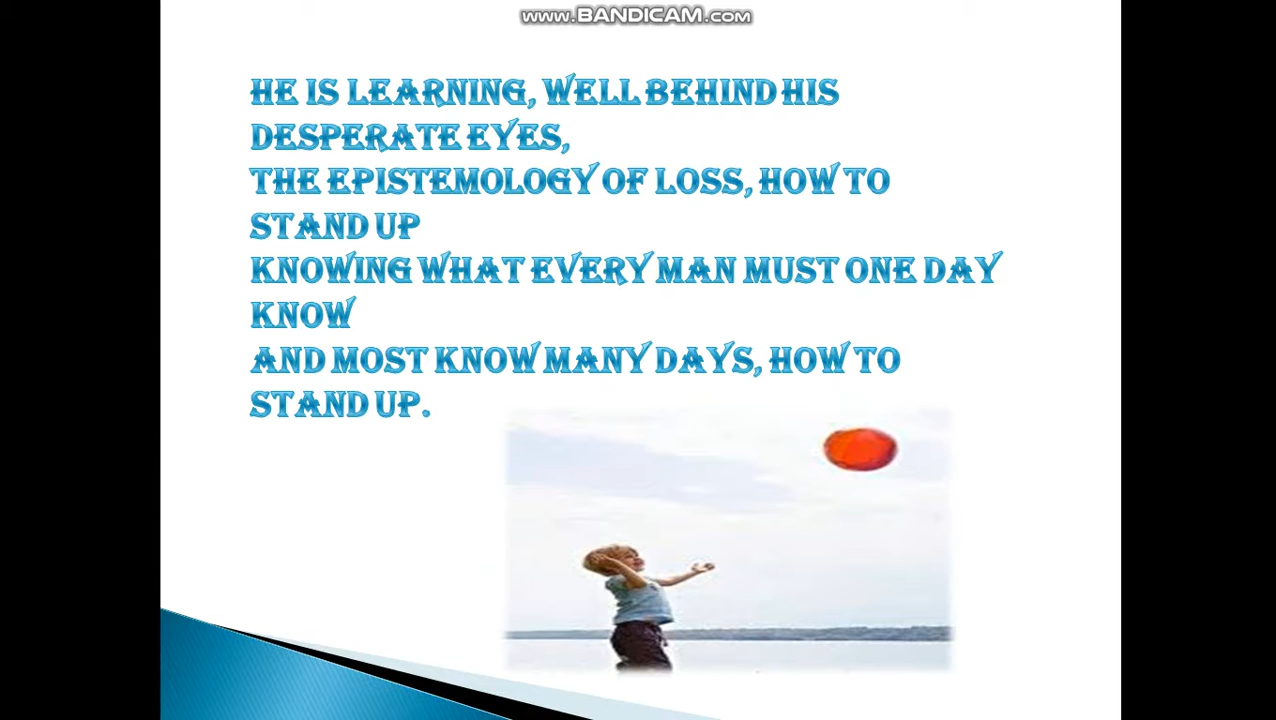 www.BANDICAM.com
HE IS LEARNING, WELL BEHIND HIS
DESPERATE EYES,
THE EPISTEMOLOGY OF LOSS, HOW TO
STAND UP
KNOWING WHAT EVERY MAN MUST ONE DAY
KNOW
AND MOST KNOW MANY DAYS, HOW TO
STAND UP.